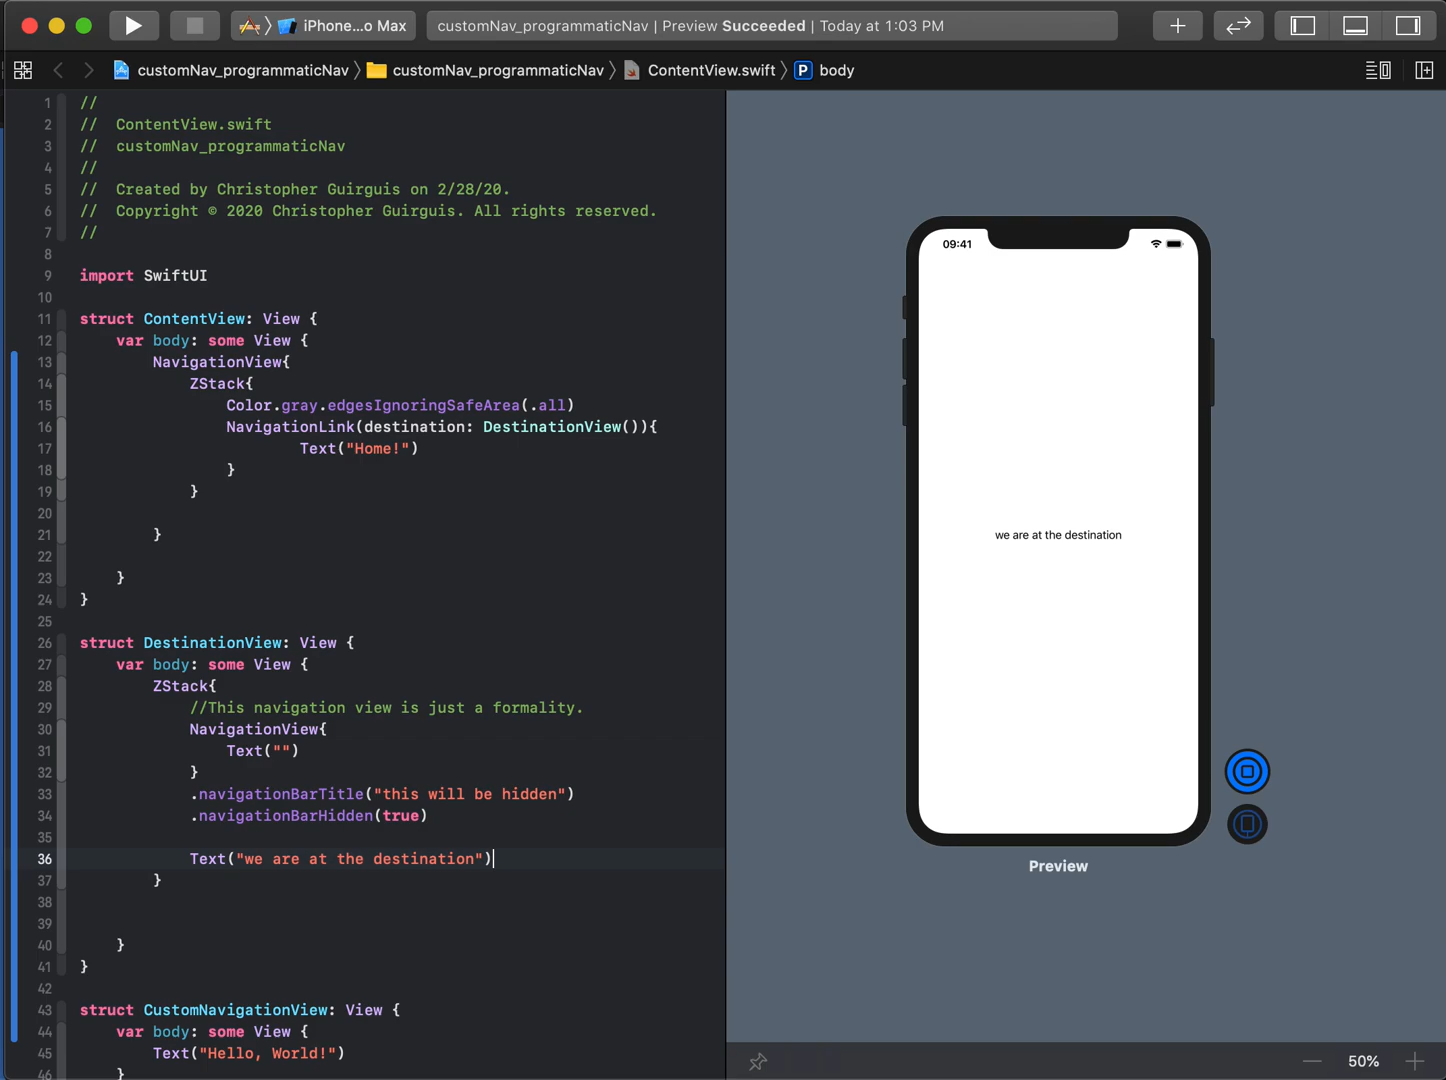 iPhone...o Max
customNav_programmaticNav | Preview Succeeded | Today at 1:03 PM
customNav_programmaticNav
customNav_programmaticNav
ContentView.swift
P body
1 //
2 //  ContentView.swift
3 //  customNav_programmaticNav
4 //
5 //  Created by Christopher Guirguis on 2/28/20.
6 //  Copyright © 2020 Christopher Guirguis. All rights reserved.
7 //
8
9 import SwiftUI
10
11 struct ContentView: View {
12     var body: some View {
13         NavigationView{
14             ZStack{
15                 Color.gray.edgesIgnoringSafeArea(.all)
16                 NavigationLink(destination: DestinationView()){
17                         Text("Home!")
18                 }
19             }
20
21         }
22
23     }
24 }
25
26 struct DestinationView: View {
27     var body: some View {
28         ZStack{
29             //This navigation view is just a formality.
30             NavigationView{
31                 Text("")
32             }
33             .navigationBarTitle("this will be hidden")
34             .navigationBarHidden(true)
35
36             Text("we are at the destination")
37         }
38
39
40     }
41 }
42
43 struct CustomNavigationView: View {
44     var body: some View {
45         Text("Hello, World!")
46     }
09:41
we are at the destination
Preview
50%